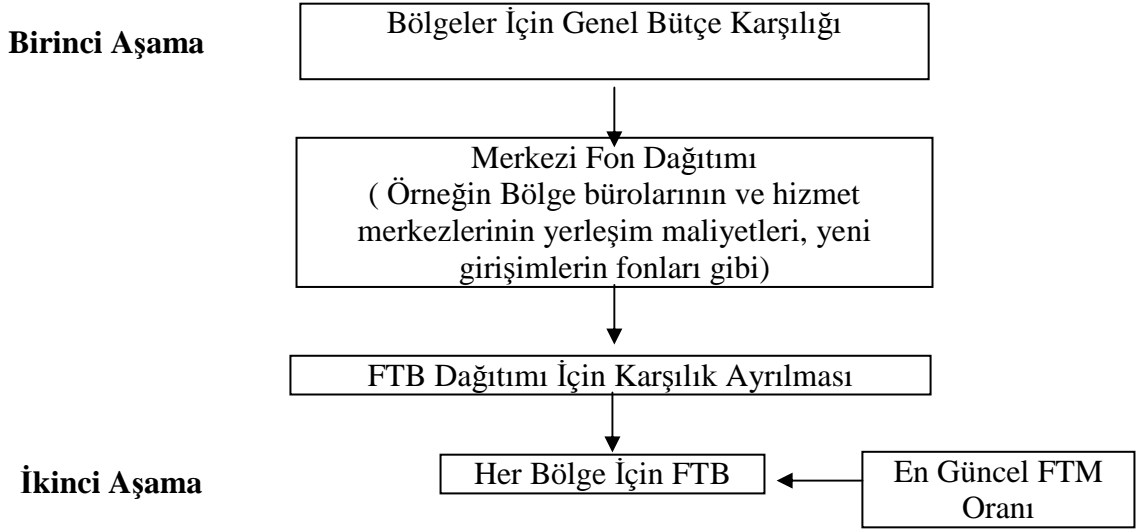 Birinci Aşama
Bölgeler İçin Genel Bütçe Karşılığı
Merkezi Fon Dağıtımı
( Örneğin Bölge bürolarının ve hizmet
merkezlerinin yerleşim maliyetleri, yeni
girişimlerin fonları gibi)
FTB Dağıtımı İçin Karşılık Ayrılması
İkinci Aşama
Her Bölge İçin FTB
En Güncel FTM
Oranı